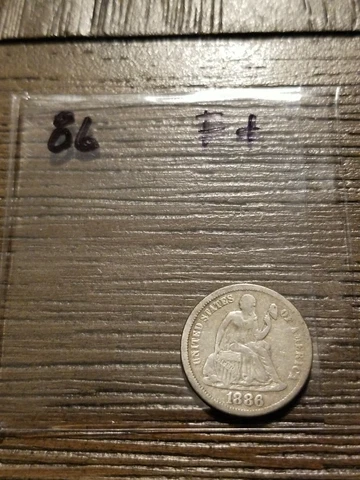 86
UNITED STATES OF AMERICA
1886